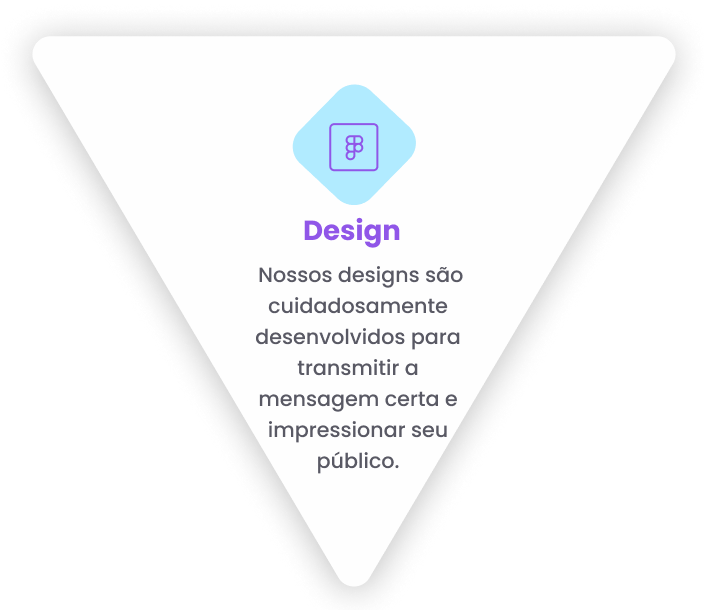 Design
Nossos designs são
cuidadosamente
desenvolvidos para
transmitir a
mensagem certa e
impressionar seu
público.